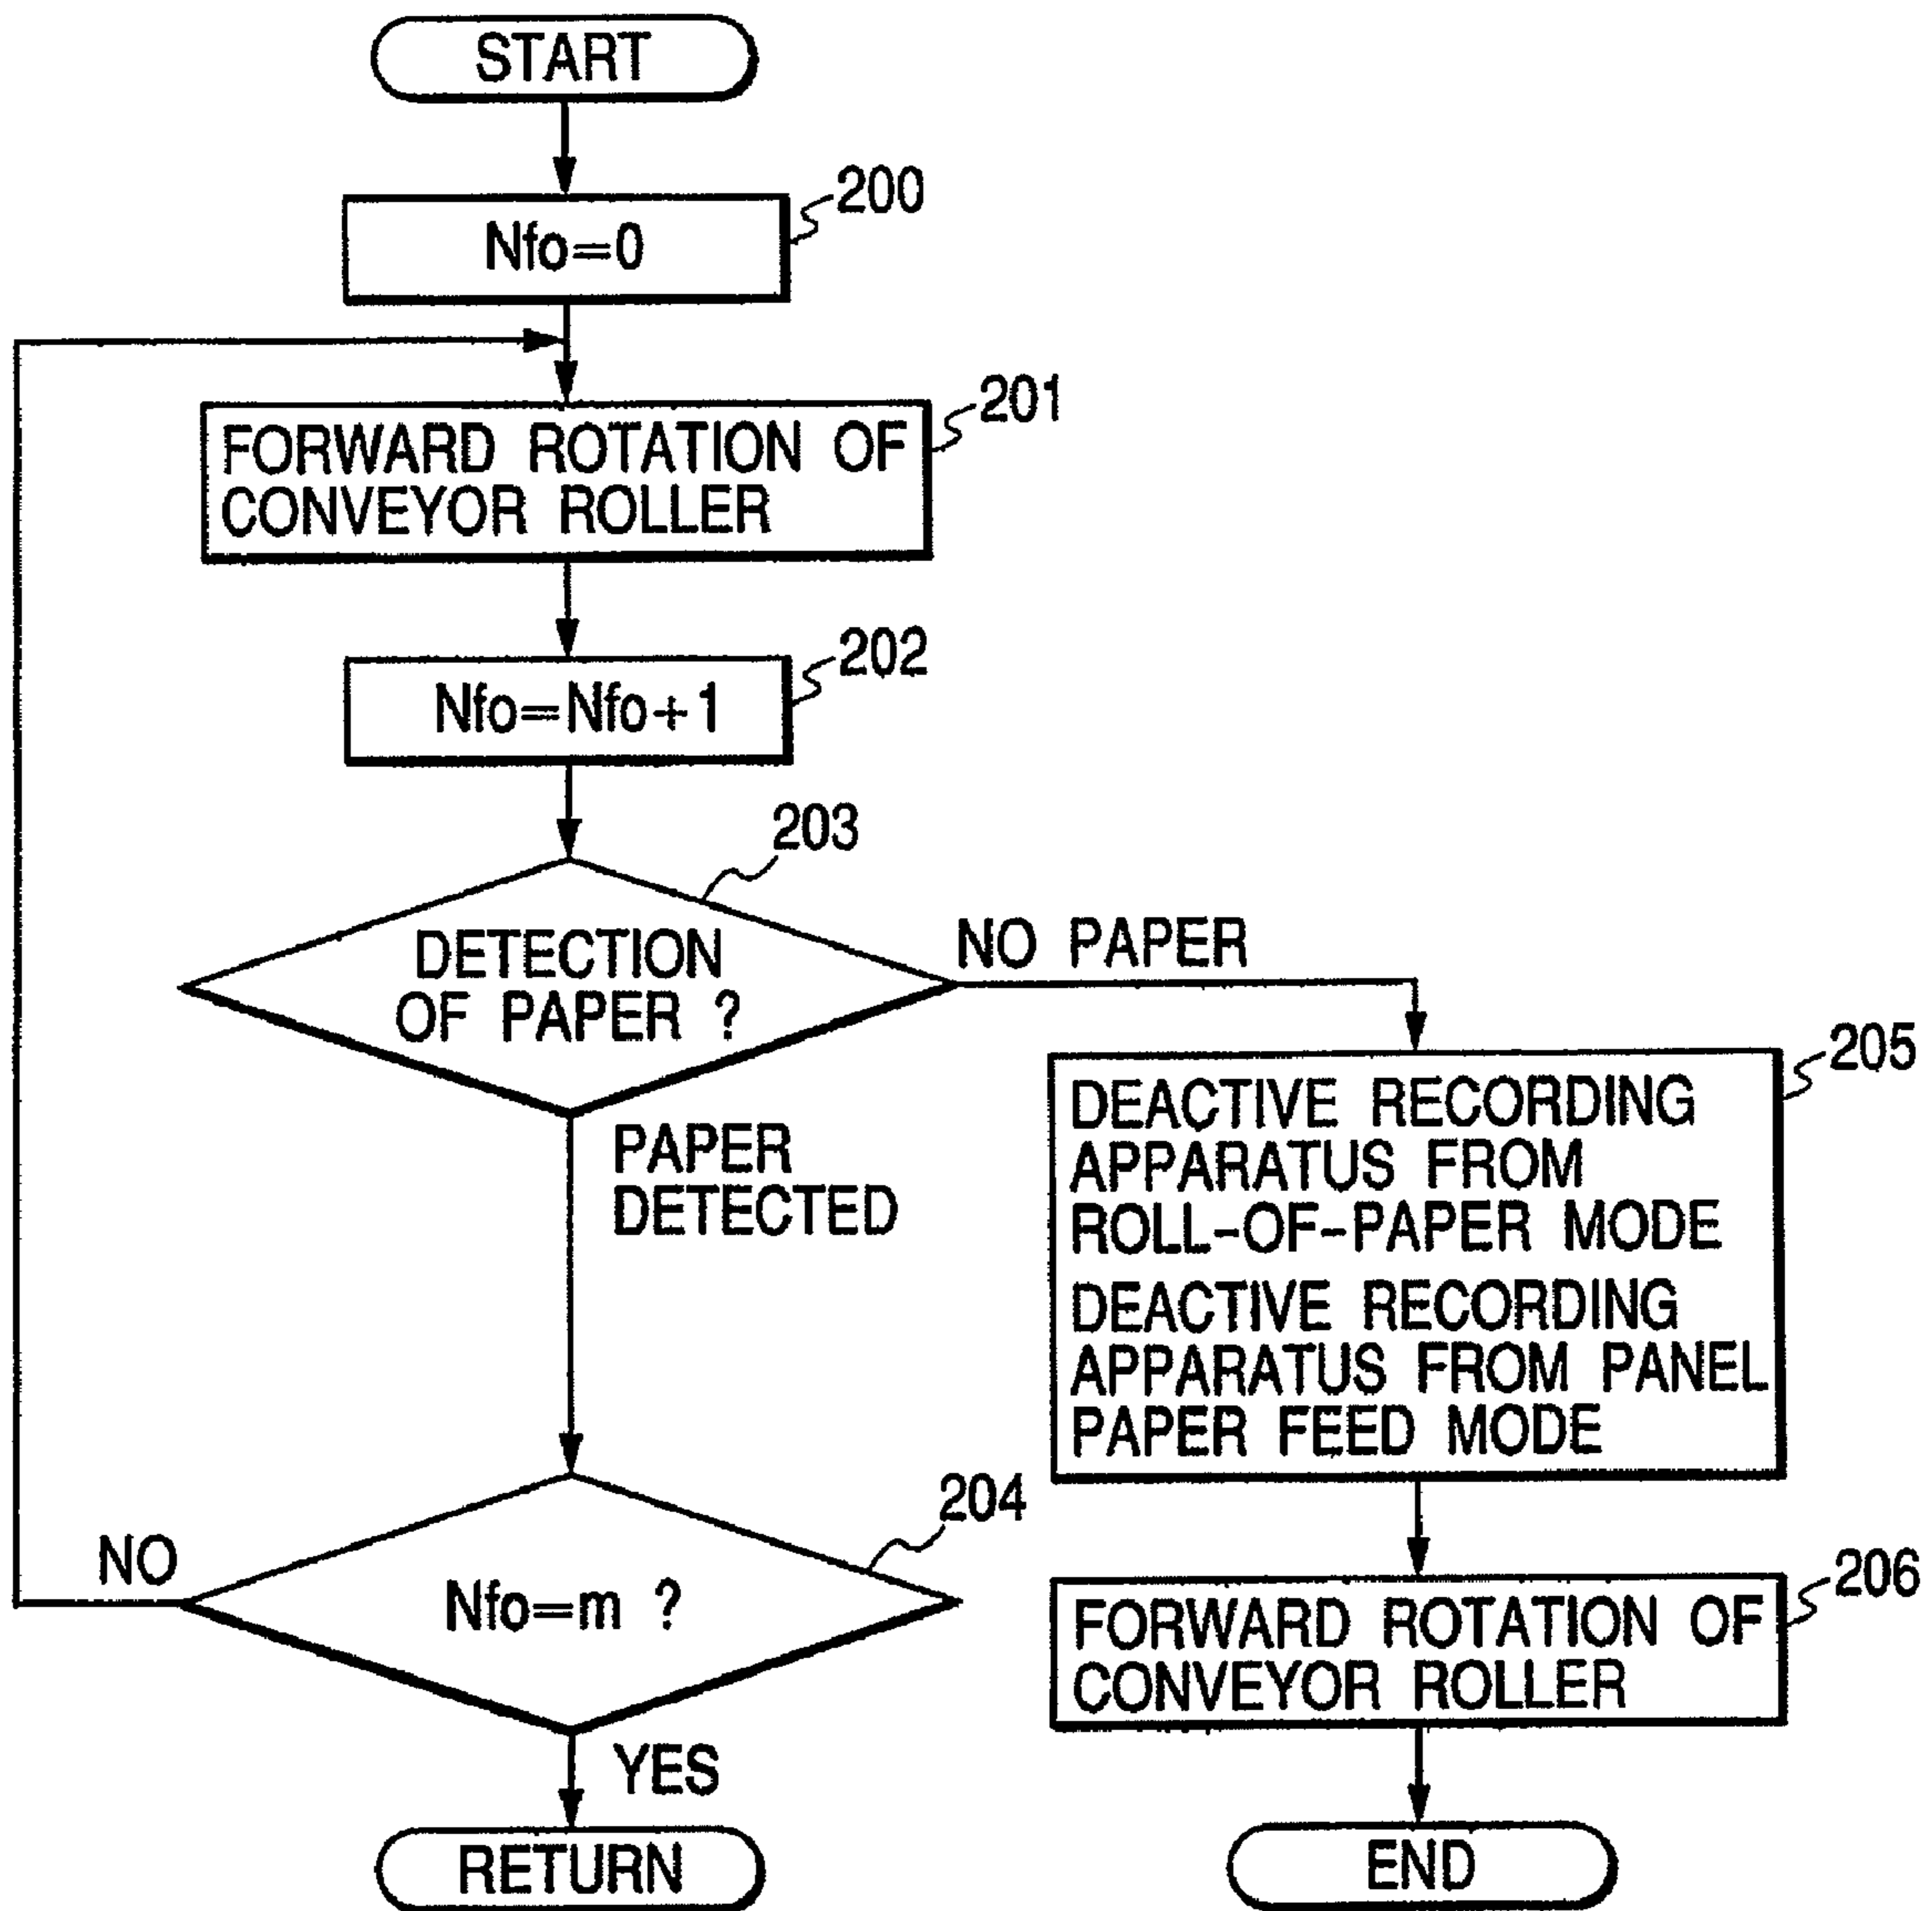 START
200
Nfo=0
201
FORWARD ROTATION OF
CONVEYOR ROLLER
202
Nfo=Nfo+1
203
DETECTION
OF PAPER ?
NO PAPER
PAPER
DETECTED
205
DEACTIVE RECORDING
APPARATUS FROM
ROLL-OF-PAPER MODE
DEACTIVE RECORDING
APPARATUS FROM PANEL
PAPER FEED MODE
204
NO
Nfo=m ?
206
FORWARD ROTATION OF
CONVEYOR ROLLER
YES
RETURN
END